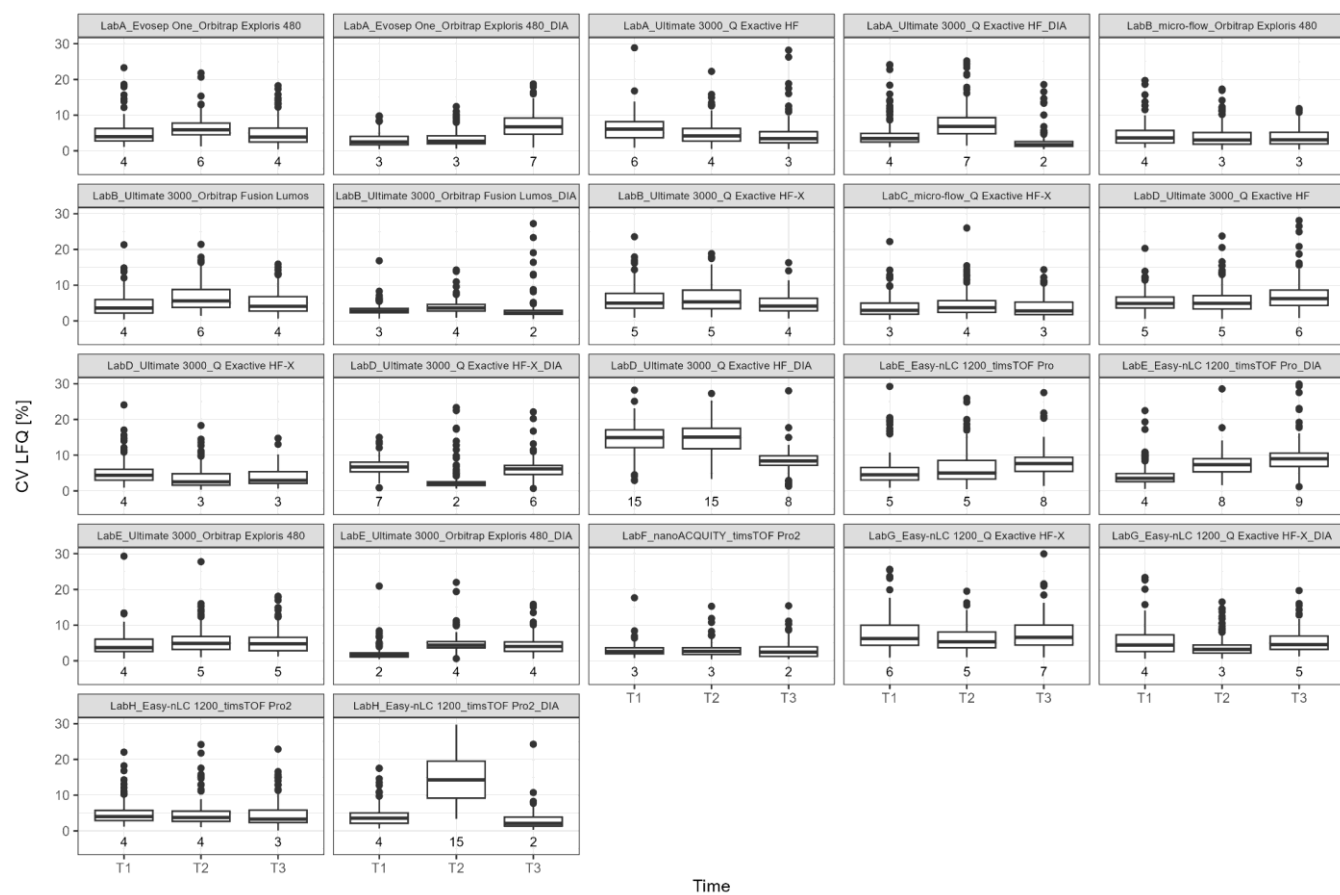 LabA_Evosep One_Orbitrap Exploris 480
LabA_Evosep One_Orbitrap Exploris 480_DIA
LabA_Ultimate 3000_Q Exactive HF
LabA_Ultimate 3000_Q Exactive HF_DIA
LabB_micro-flow_Orbitrap Exploris 480
30
20
10
0
4 6 4
3 3 7
6 4 3
4 7 2
4 3 3
LabB_Ultimate 3000_Orbitrap Fusion Lumos
LabB_Ultimate 3000_Orbitrap Fusion Lumos_DIA
LabB_Ultimate 3000_Q Exactive HF-X
LabC_micro-flow_Q Exactive HF-X
LabD_Ultimate 3000_Q Exactive HF
30
20
10
0
4 6 4
3 4 2
5 5 4
3 4 3
5 5 6
CV LFQ [%]
LabD_Ultimate 3000_Q Exactive HF-X
LabD_Ultimate 3000_Q Exactive HF-X_DIA
LabD_Ultimate 3000_Q Exactive HF_DIA
LabE_Easy-nLC 1200_timsTOF Pro
LabE_Easy-nLC 1200_timsTOF Pro_DIA
30
20
10
0
4 3 3
7 2 6
15 15 8
5 5 8
4 8 9
LabE_Ultimate 3000_Orbitrap Exploris 480
LabE_Ultimate 3000_Orbitrap Exploris 480_DIA
LabF_nanoACQUITY_timsTOF Pro2
LabG_Easy-nLC 1200_Q Exactive HF-X
LabG_Easy-nLC 1200_Q Exactive HF-X_DIA
30
20
10
0
4 5 5
2 4 4
3 3 2
6 5 7
4 3 5
T1 T2 T3
T1 T2 T3
T1 T2 T3
LabH_Easy-nLC 1200_timsTOF Pro2
LabH_Easy-nLC 1200_timsTOF Pro2_DIA
30
20
10
0
4 4 3
4 15 2
T1 T2 T3
T1 T2 T3
Time